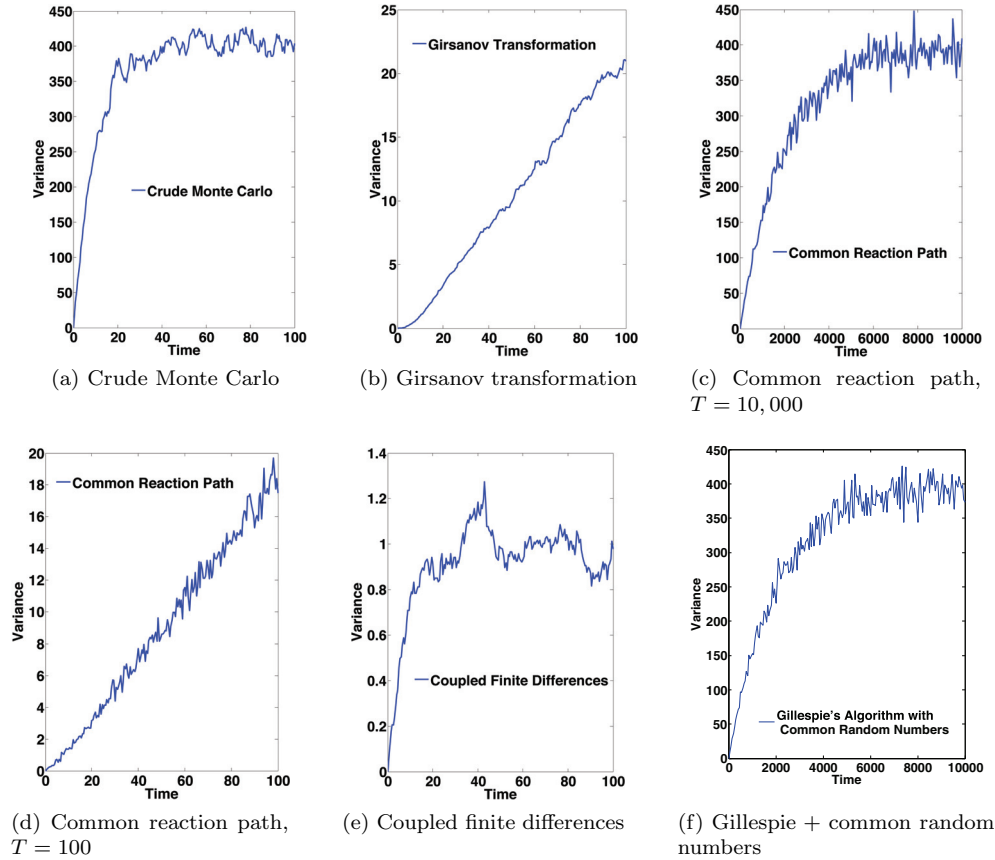 450
400
350
300
250
200
150
100
50
0
Variance
Crude Monte Carlo
0 20 40 60 80 100
Time
(a) Crude Monte Carlo
25
20
15
10
5
0
Variance
Girsanov Transformation
0 20 40 60 80 100
Time
(b) Girsanov transformation
450
400
350
300
250
200
150
100
50
0
Variance
Common Reaction Path
0 2000 4000 6000 8000 10000
Time
(c) Common reaction path,
T = 10,000
20
18
16
14
12
10
8
6
4
2
0
Variance
Common Reaction Path
0 20 40 60 80 100
Time
(d) Common reaction path,
T = 100
1.4
1.2
1
0.8
0.6
0.4
0.2
0
Variance
Coupled Finite Differences
0 20 40 60 80 100
Time
(e) Coupled finite differences
450
400
350
300
250
200
150
100
50
0
Variance
Gillespie's Algorithm with
Common Random Numbers
0 2000 4000 6000 8000 10000
Time
(f) Gillespie + common random
numbers